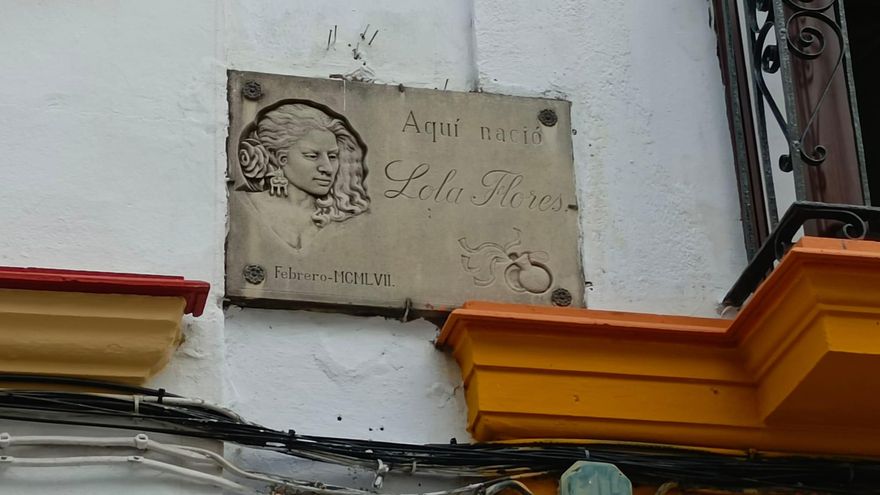 Aquí nació
Lola Flores
Febrero-MCMLVII.